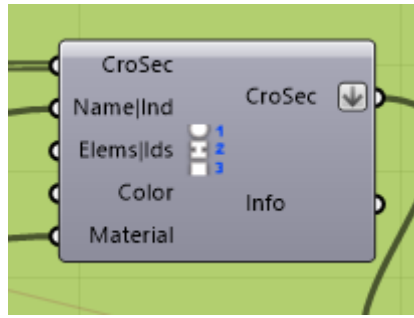 CroSec
Name|Ind
Elems|Ids
Color
Material
1
2
3
CroSec
Info